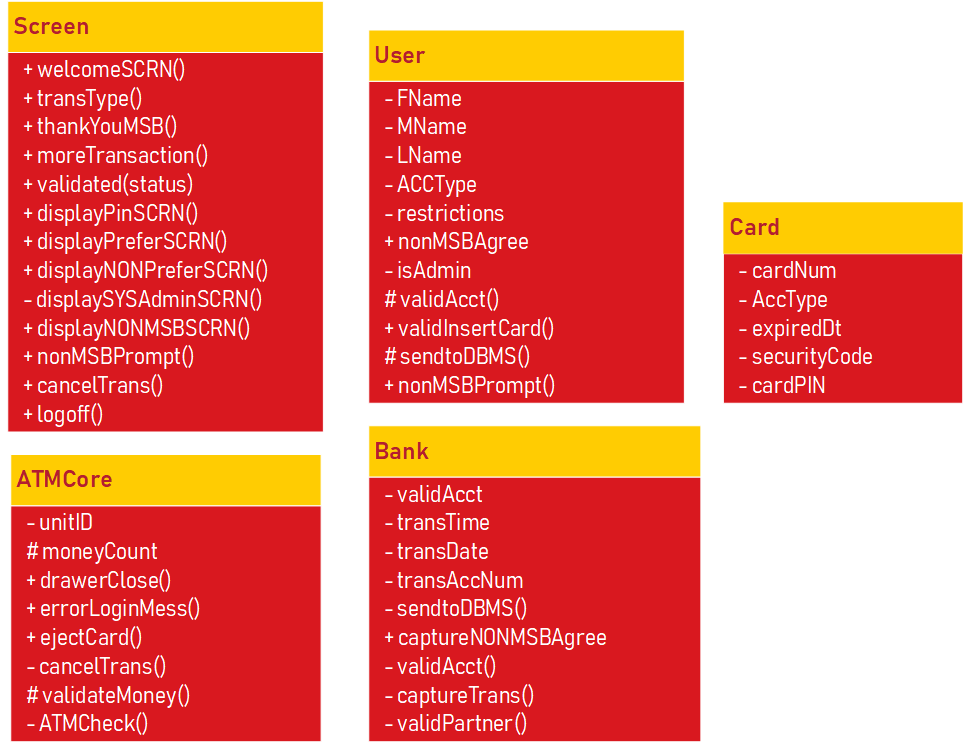 Screen
+ welcomeSCRN()
+ transType()
+ thankYouMSB()
+ moreTransaction()
+ validated(status)
+ displayPinSCRN()
+ displayPreferSCRN()
+ displayNONPreferSCRN()
- displaySYSAdminSCRN()
+ displayNONMSBSCRN()
+ nonMSBPrompt()
+ cancelTrans()
+ logoff()
User
- FName
- MName
- LName
- ACCType
- restrictions
+ nonMSBAgree
- isAdmin
# validAcct()
+ validInsertCard()
# sendtoDBMS()
+ nonMSBPrompt()
Card
- cardNum
- AccType
- expiredDt
- securityCode
- cardPIN
ATMCore
- unitID
# moneyCount
+ drawerClose()
+ errorLoginMess()
+ ejectCard()
- cancelTrans()
# validateMoney()
- ATMCheck()
Bank
- validAcct
- transTime
- transDate
- transAccNum
- sendtoDBMS()
+ captureNONMSBAgree
- validAcct()
- captureTrans()
- validPartner()